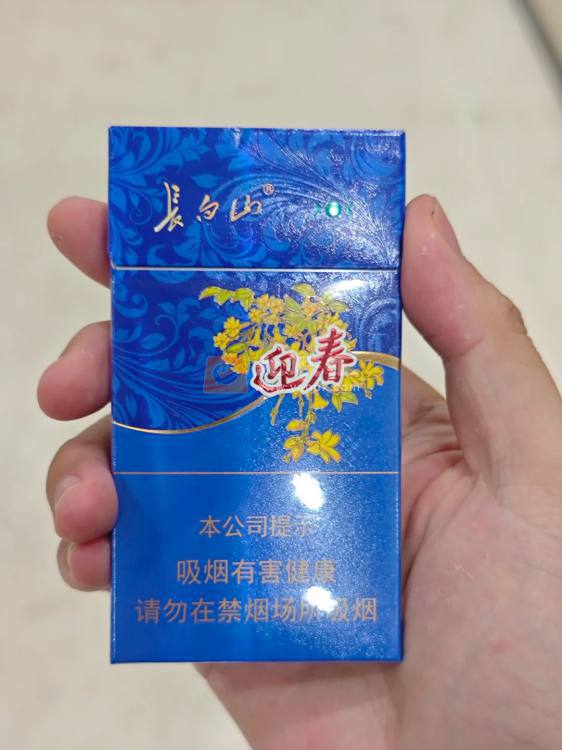 長白山®
迎春
本公司提示
吸烟有害健康
请勿在禁烟场所吸烟